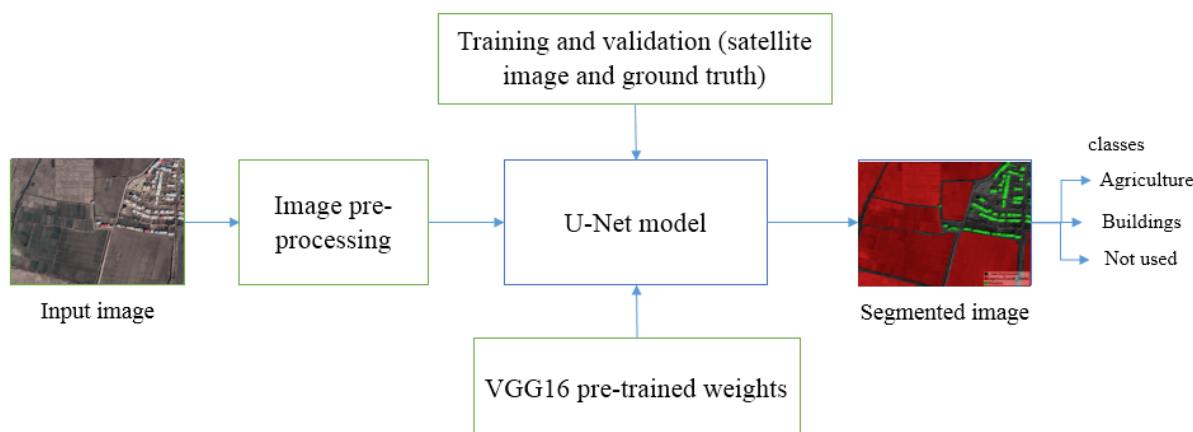 Training and validation (satellite
image and ground truth)
classes
Agriculture
Image pre-
processing
U-Net model
Buildings
Not used
Input image
Segmented image
VGG16 pre-trained weights